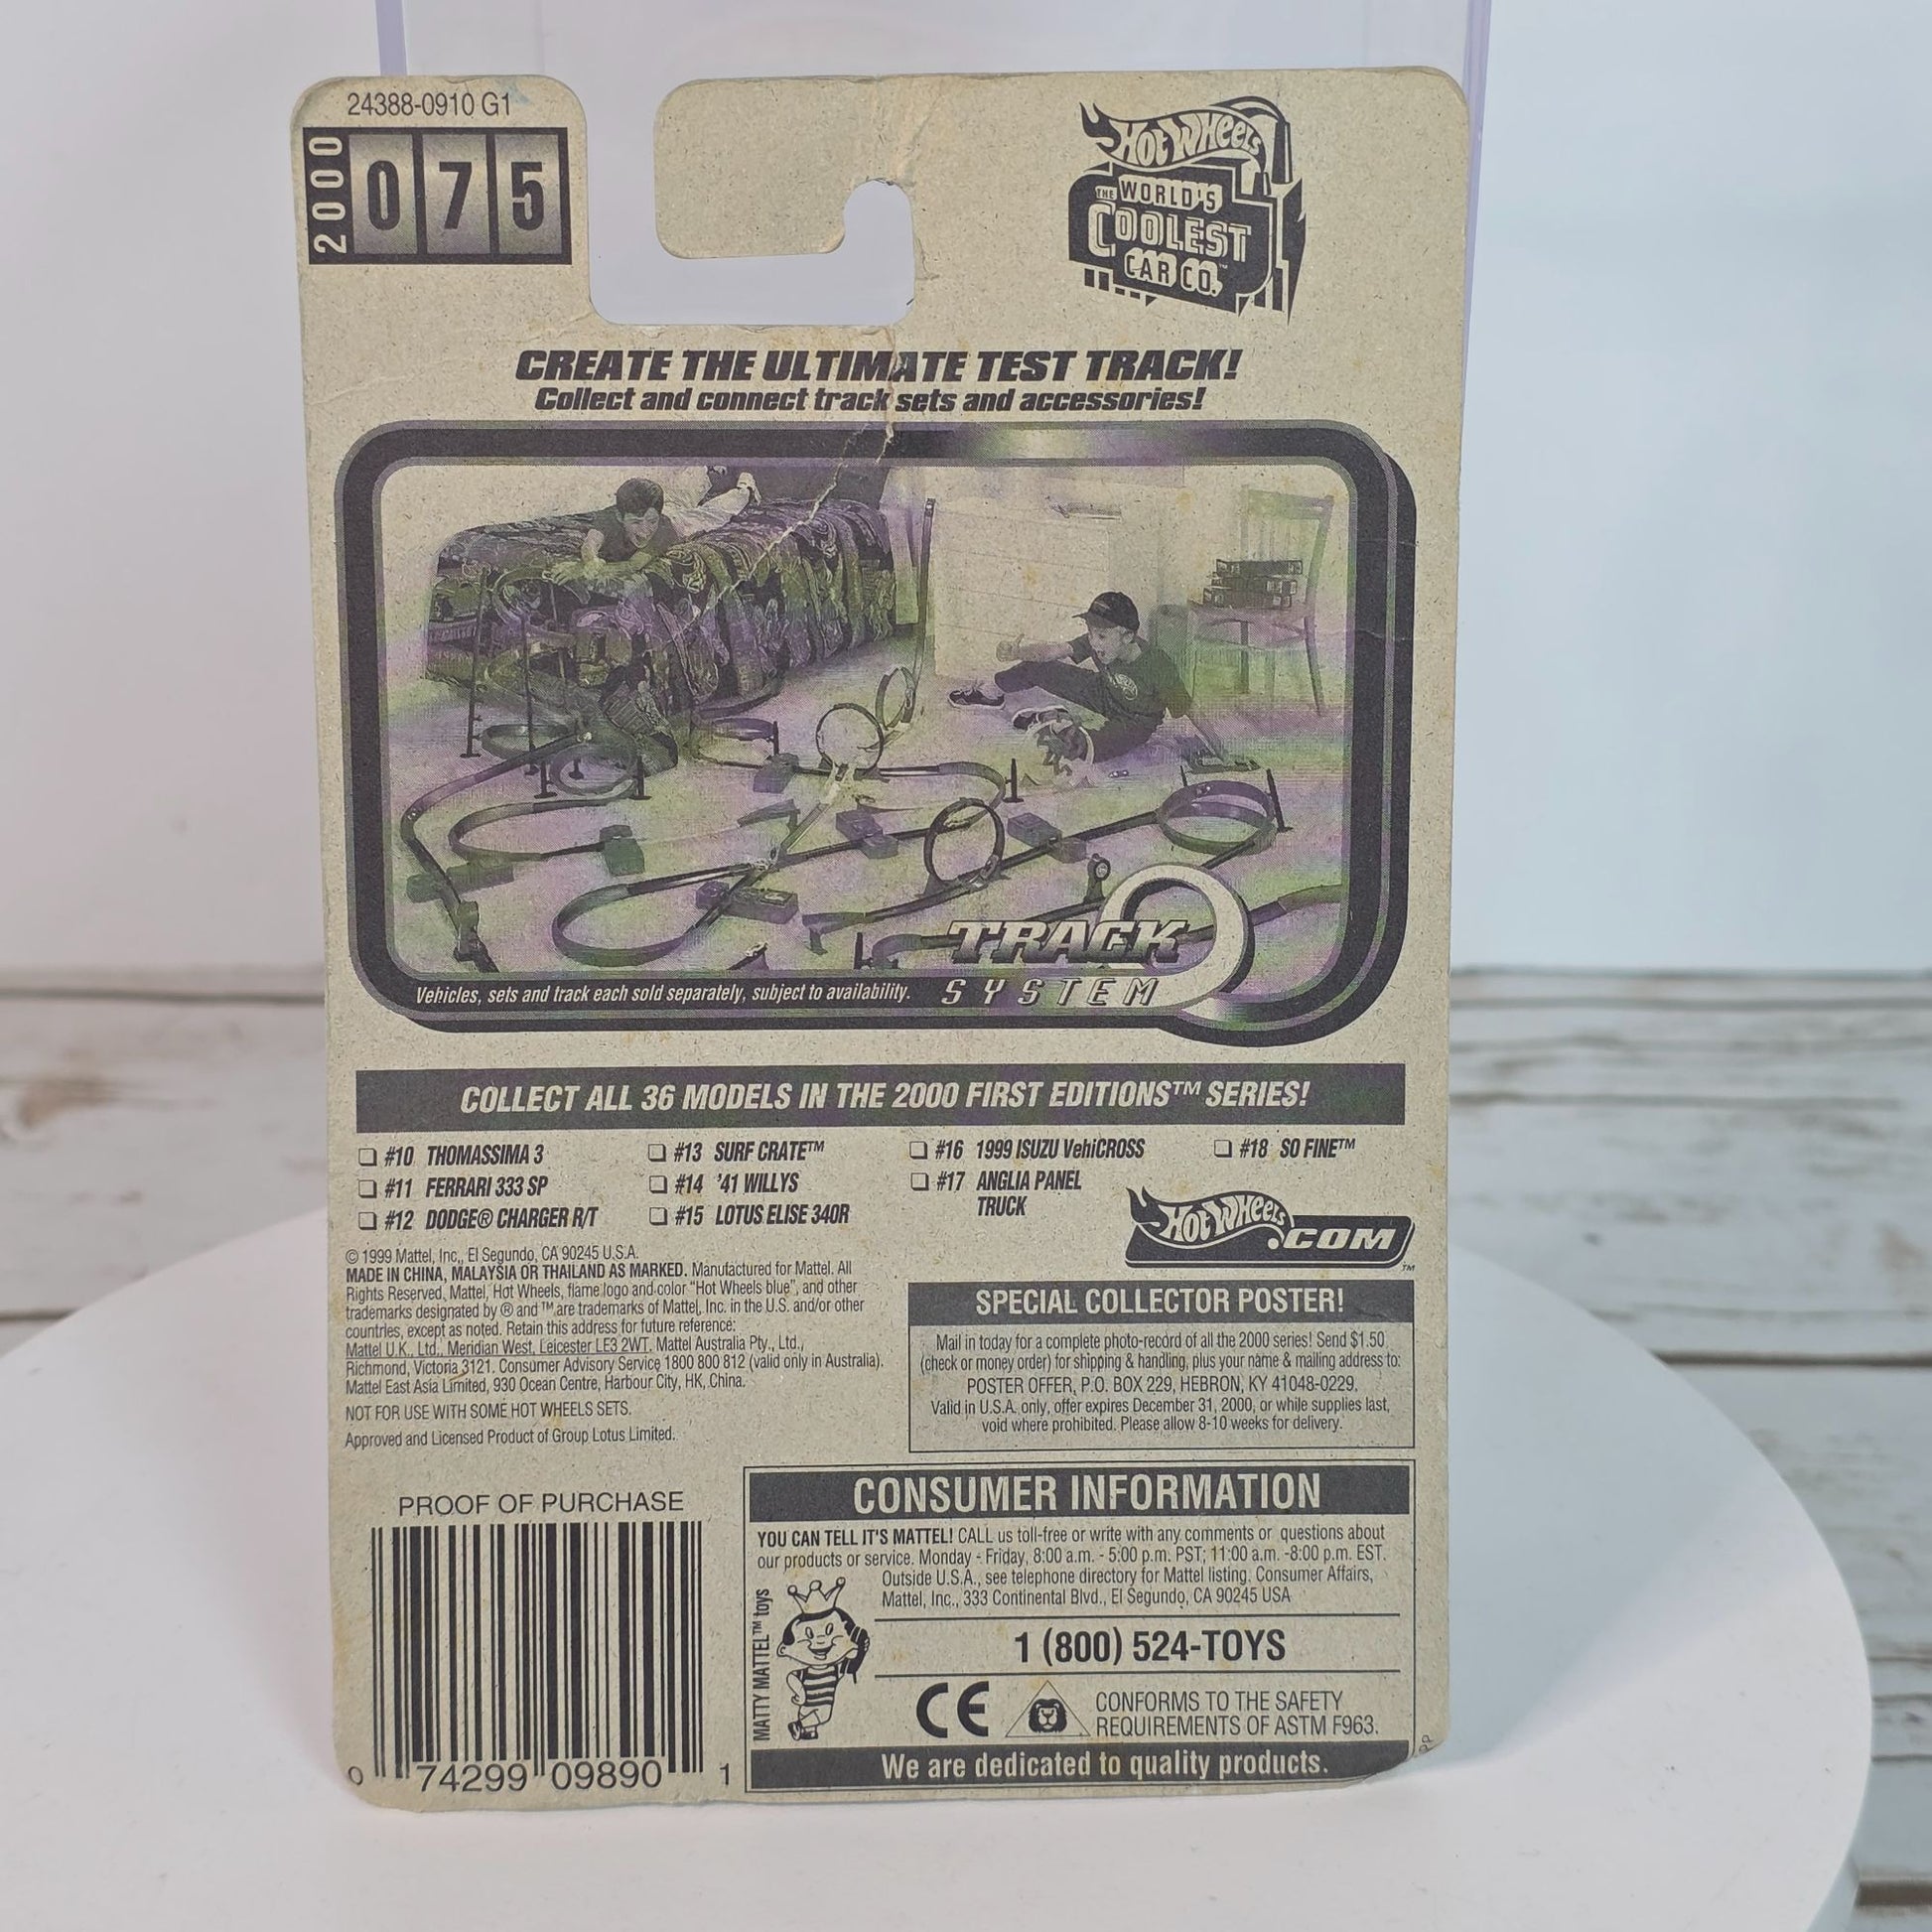 24388-0910 G1
2000
075
HOT WHEELS
THE WORLD'S
COOLEST
CAR CO.™
CREATE THE ULTIMATE TEST TRACK!
Collect and connect track sets and accessories!
TRACK
SYSTEM
Vehicles, sets and track each sold separately, subject to availability.
COLLECT ALL 36 MODELS IN THE 2000 FIRST EDITIONS™ SERIES!
#10 THOMASSIMA 3
#11 FERRARI 333 SP
#12 DODGE® CHARGER R/T
#13 SURF CRATE™
#14 '41 WILLYS
#15 LOTUS ELISE 340R
#16 1999 ISUZU VehiCROSS
#17 ANGLIA PANEL
TRUCK
#18 SO FINE™
HOT WHEELS
.COM™
© 1999 Mattel, Inc., El Segundo, CA 90245 U.S.A.
MADE IN CHINA, MALAYSIA OR THAILAND AS MARKED. Manufactured for Mattel. All
Rights Reserved. Mattel, Hot Wheels, flame logo and color "Hot Wheels blue", and other
trademarks designated by ® and ™ are trademarks of Mattel, Inc. in the U.S. and/or other
countries, except as noted. Retain this address for future reference:
Mattel U.K., Ltd., Meridian West, Leicester LE3 2WT. Mattel Australia Pty., Ltd.,
Richmond, Victoria 3121. Consumer Advisory Service 1800 800 812 (valid only in Australia).
Mattel East Asia Limited, 930 Ocean Centre, Harbour City, HK, China.
NOT FOR USE WITH SOME HOT WHEELS SETS.
Approved and Licensed Product of Group Lotus Limited.
SPECIAL COLLECTOR POSTER!
Mail in today for a complete photo-record of all the 2000 series! Send $1.50
(check or money order) for shipping & handling, plus your name & mailing address to:
POSTER OFFER, P.O. BOX 229, HEBRON, KY 41048-0229.
Valid in U.S.A. only, offer expires December 31, 2000, or while supplies last,
void where prohibited. Please allow 8-10 weeks for delivery.
PROOF OF PURCHASE
0 74299 09890 1
CONSUMER INFORMATION
YOU CAN TELL IT'S MATTEL! CALL us toll-free or write with any comments or questions about
our products or service. Monday - Friday, 8:00 a.m. - 5:00 p.m. PST; 11:00 a.m. -8:00 p.m. EST.
Outside U.S.A., see telephone directory for Mattel listing. Consumer Affairs,
Mattel, Inc., 333 Continental Blvd., El Segundo, CA 90245 USA
MATTY MATTEL™ toys
1 (800) 524-TOYS
CE
CONFORMS TO THE SAFETY
REQUIREMENTS OF ASTM F963.
We are dedicated to quality products.